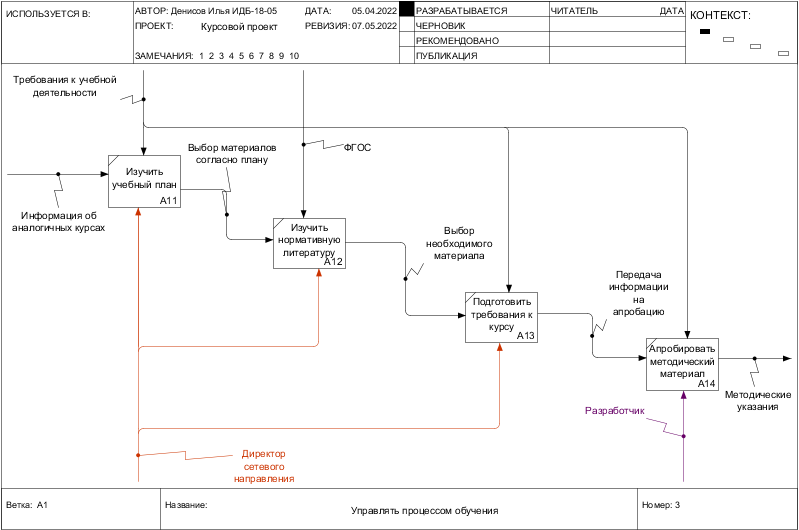 ИСПОЛЬЗУЕТСЯ В:
АВТОР: Денисов Илья ИДБ-18-05
ДАТА: 05.04.2022
РАЗРАБАТЫВАЕТСЯ
ЧИТАТЕЛЬ
ДАТА
КОНТЕКСТ:
ПРОЕКТ: Курсовой проект
РЕВИЗИЯ: 07.05.2022
ЧЕРНОВИК
РЕКОМЕНДОВАНО
ЗАМЕЧАНИЯ: 1 2 3 4 5 6 7 8 9 10
ПУБЛИКАЦИЯ
Требования к учебной
деятельности
Выбор материалов
согласно плану
ФГОС
Изучить
учебный план
A11
Информация об
аналогичных курсах
Изучить
нормативную
литературу
A12
Выбор
необходимого
материала
Передача
информации
на
апробацию
Подготовить
требования к
курсу
A13
Апробировать
методический
материал
A14
Методические
указания
Разработчик
Директор
сетевого
направления
Ветка: A1
Название:
Управлять процессом обучения
Номер: 3